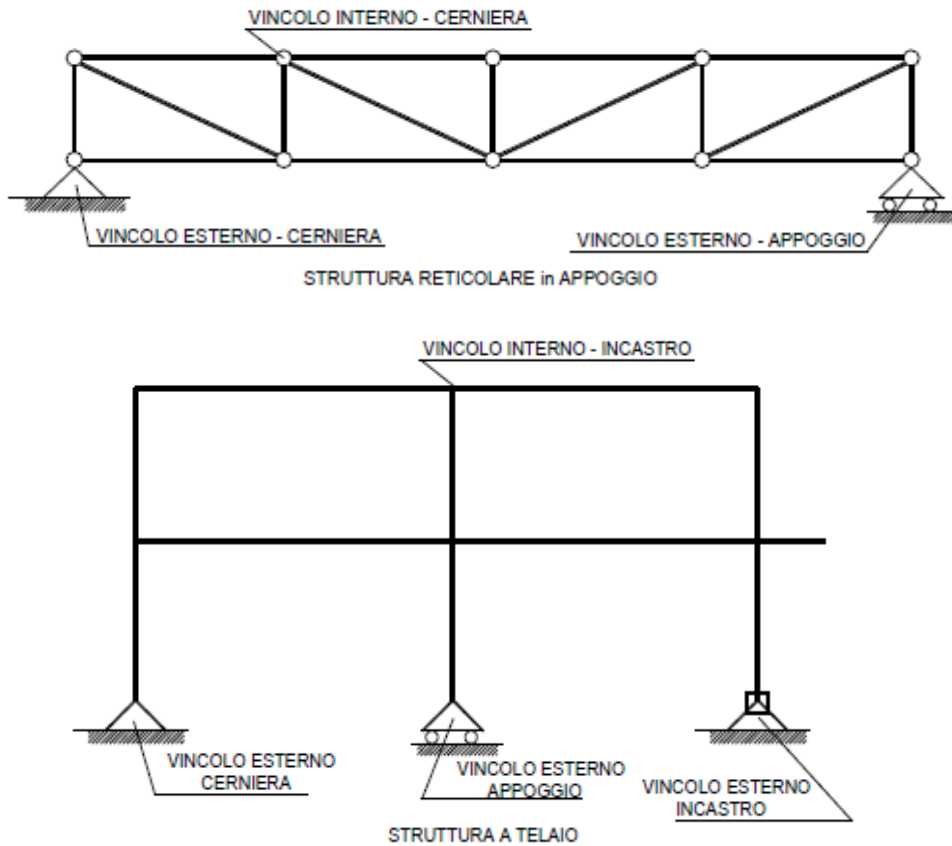 VINCOLO INTERNO - CERNIERA
VINCOLO ESTERNO - CERNIERA
VINCOLO ESTERNO - APPOGGIO
STRUTTURA RETICOLARE in APPOGGIO
VINCOLO INTERNO - INCASTRO
VINCOLO ESTERNO
CERNIERA
VINCOLO ESTERNO
APPOGGIO
VINCOLO ESTERNO
INCASTRO
STRUTTURA A TELAIO